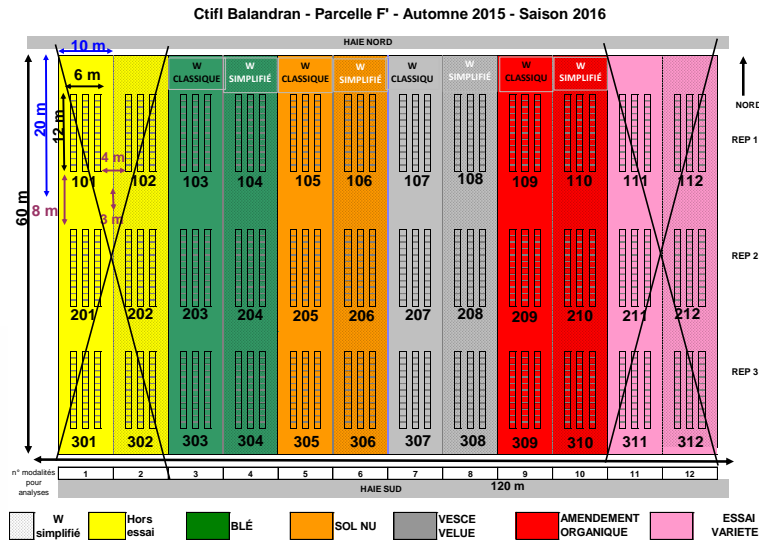 Ctifl Balandran - Parcelle F' - Automne 2015 - Saison 2016
HAIE NORD
10 m
W CLASSIQUE
W SIMPLIFIÉ
W CLASSIQUE
W SIMPLIFIÉ
W CLASSIQU
W SIMPLIFIÉ
W CLASSIQU
W SIMPLIFIÉ
6 m
NORD
20 m
12 m
REP 1
4 m
101 102 103 104 105 106 107 108 109 110 111 112
60 m
8 m
3 m
REP 2
201 202 203 204 205 206 207 208 209 210 211 212
REP 3
301 302 303 304 305 306 307 308 309 310 311 312
n° modalités
pour
analyses
1 2 3 4 5 6 7 8 9 10 11 12
HAIE SUD
120 m
W
simplifié
Hors
essai
BLÉ
SOL NU
VESCE
VELUE
AMENDEMENT
ORGANIQUE
ESSAI
VARIETE